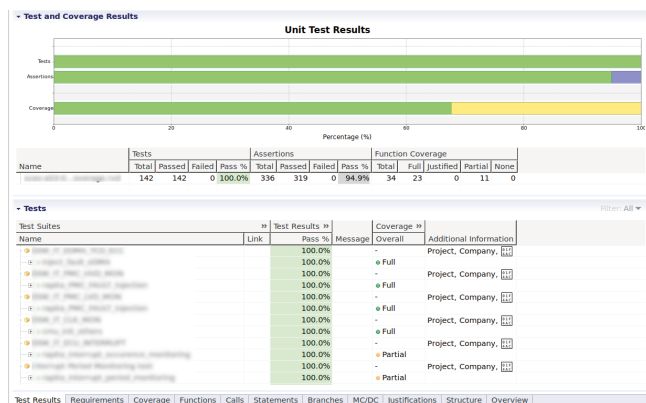 Test and Coverage Results
Unit Test Results
Tests
Assertions
Coverage
0 20 40 60 80 100
Percentage (%)
Tests Assertions Function Coverage
Name Total Passed Failed Pass % Total Passed Failed Pass % Total Full Justified Partial None
142 142 0 100.0% 336 319 0 94.9% 34 23 0 11 0
Tests Filter: All
Test Suites » Test Results » Coverage »
Name Link Pass % Message Overall Additional Information
100.0% - Project, Company,
100.0% Full
100.0% - Project, Company,
100.0% Full
100.0% - Project, Company,
100.0% Full
100.0% - Project, Company,
100.0% Full
100.0% - Project, Company,
100.0% Partial
100.0% - Project, Company,
100.0% Partial
Test Results Requirements Coverage Functions Calls Statements Branches MC/DC Justifications Structure Overview